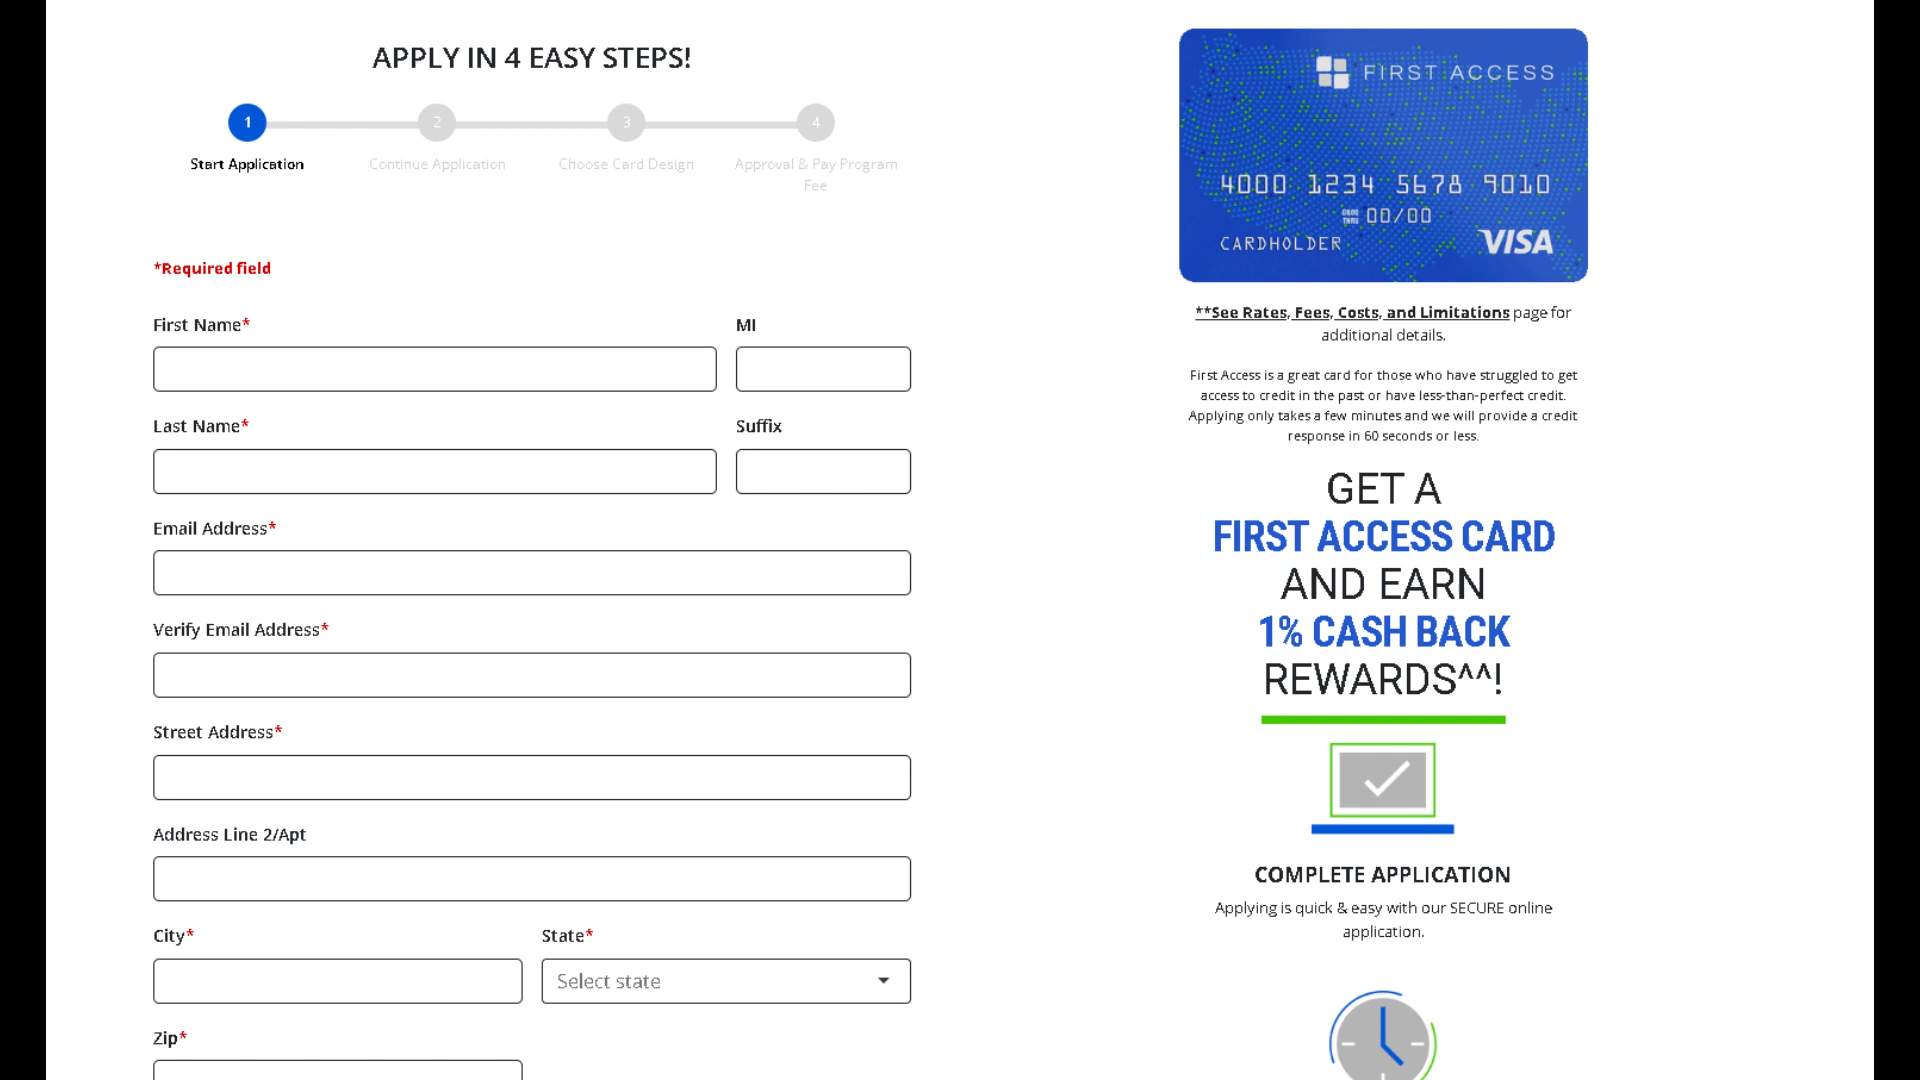 APPLY IN 4 EASY STEPS!
1
2
3
4
Start Application
Continue Application
Choose Card Design
Approval & Pay Program
Fee
*Required field
First Name*
MI
Last Name*
Suffix
Email Address*
Verify Email Address*
Street Address*
Address Line 2/Apt
City*
State*
Select state
Zip*
FIRST ACCESS
4000 1234 5678 9010
GOOD
THRU
00/00
CARDHOLDER
VISA
**See Rates, Fees, Costs, and Limitations page for
additional details.
First Access is a great card for those who have struggled to get
access to credit in the past or have less-than-perfect credit.
Applying only takes a few minutes and we will provide a credit
response in 60 seconds or less.
GET A
FIRST ACCESS CARD
AND EARN
1% CASH BACK
REWARDS^^!
COMPLETE APPLICATION
Applying is quick & easy with our SECURE online
application.